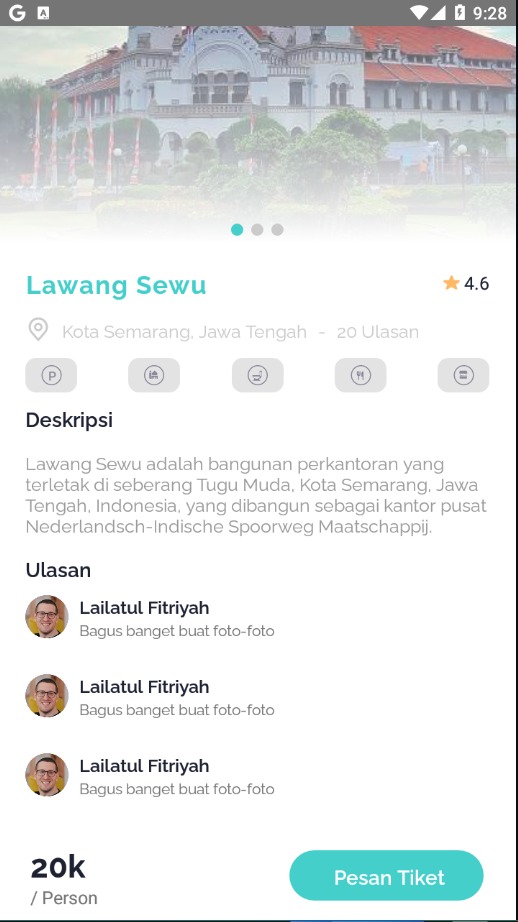 9:28
Lawang Sewu
4.6
Kota Semarang, Jawa Tengah - 20 Ulasan
P
Deskripsi
Lawang Sewu adalah bangunan perkantoran yang
terletak di seberang Tugu Muda, Kota Semarang, Jawa
Tengah, Indonesia, yang dibangun sebagai kantor pusat
Nederlandsch-Indische Spoorweg Maatschappij.
Ulasan
Lailatul Fitriyah
Bagus banget buat foto-foto
Lailatul Fitriyah
Bagus banget buat foto-foto
Lailatul Fitriyah
Bagus banget buat foto-foto
20k
/ Person
Pesan Tiket